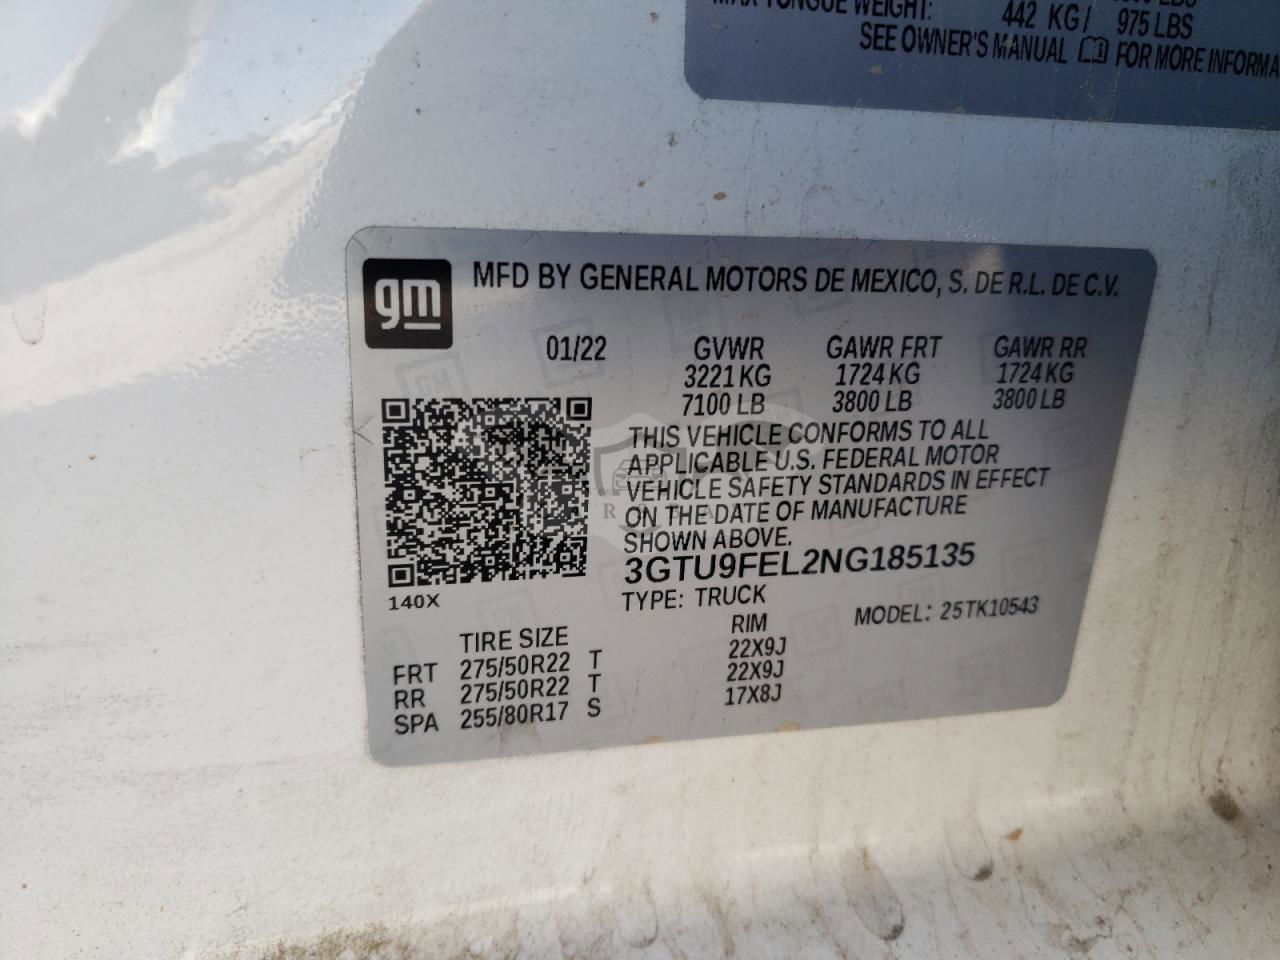 MAX TONGUE WEIGHT: 442 KG/ 975 LBS
SEE OWNER'S MANUAL FOR MORE INFORMA
gm
MFD BY GENERAL MOTORS DE MEXICO, S. DE R.L. DE C.V.
01/22 GVWR GAWR FRT GAWR RR
3221 KG 1724 KG 1724 KG
7100 LB 3800 LB 3800 LB
THIS VEHICLE CONFORMS TO ALL
APPLICABLE U.S. FEDERAL MOTOR
VEHICLE SAFETY STANDARDS IN EFFECT
ON THE DATE OF MANUFACTURE
SHOWN ABOVE.
3GTU9FEL2NG185135
140X
TYPE: TRUCK MODEL: 25TK10543
TIRE SIZE RIM
FRT 275/50R22 T 22X9J
RR 275/50R22 T 22X9J
SPA 255/80R17 S 17X8J